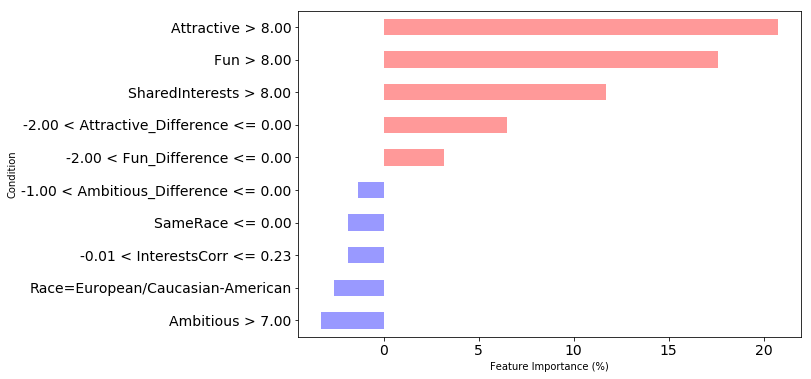 Attractive > 8.00
Fun > 8.00
SharedInterests > 8.00
-2.00 < Attractive_Difference <= 0.00
-2.00 < Fun_Difference <= 0.00
-1.00 < Ambitious_Difference <= 0.00
SameRace <= 0.00
-0.01 < InterestsCorr <= 0.23
Race=European/Caucasian-American
Ambitious > 7.00
Condition
0 5 10 15 20
Feature Importance (%)